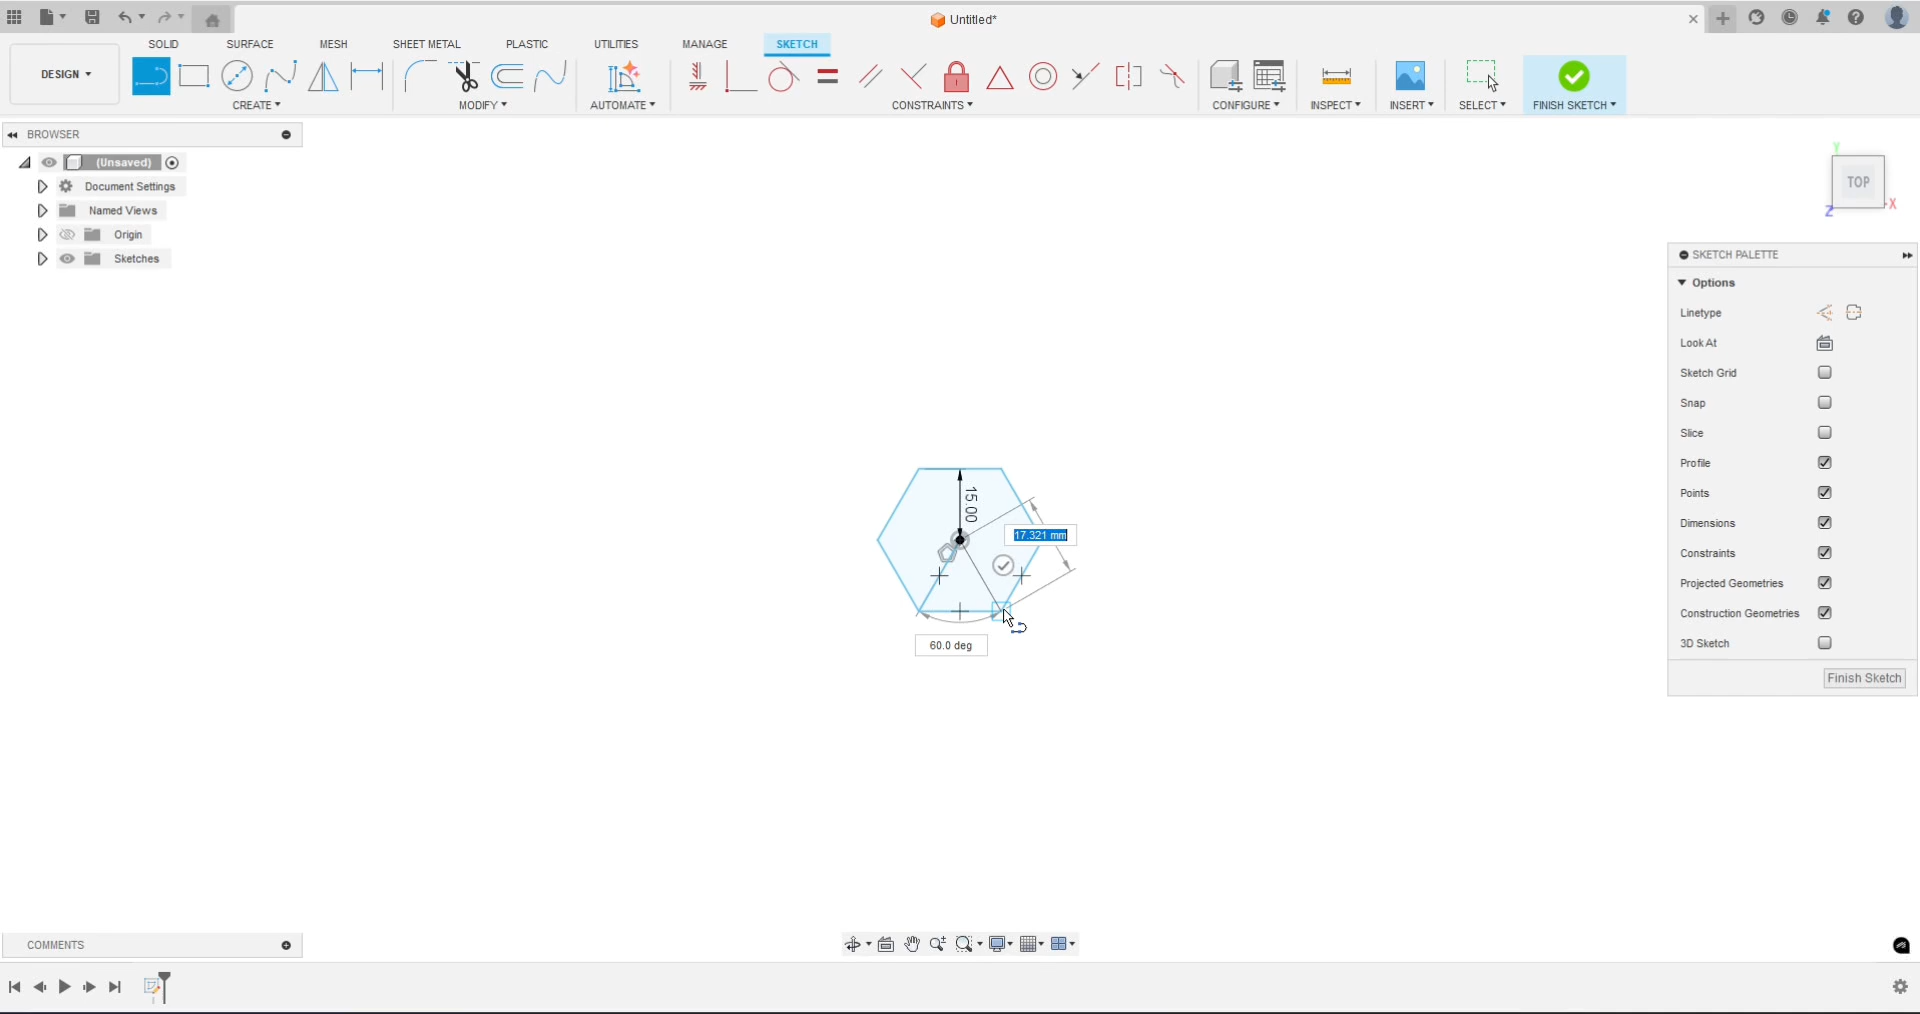 Untitled*
DESIGN
SOLID SURFACE MESH SHEET METAL PLASTIC UTILITIES MANAGE SKETCH
CREATE MODIFY AUTOMATE CONSTRAINTS CONFIGURE INSPECT INSERT SELECT FINISH SKETCH
BROWSER
(Unsaved)
Document Settings
Named Views
Origin
Sketches
Y
TOP
Z
X
SKETCH PALETTE
Options
Linetype
Look At
Sketch Grid
Snap
Slice
Profile
Points
Dimensions
Constraints
Projected Geometries
Construction Geometries
3D Sketch
Finish Sketch
15.00
17.321 mm
60.0 deg
COMMENTS